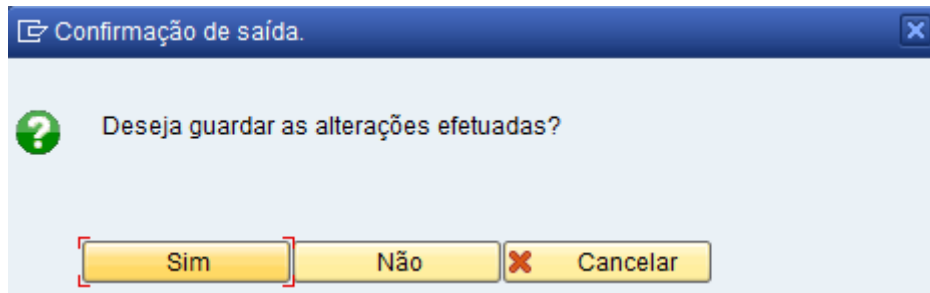 Confirmação de saída.
Deseja guardar as alterações efetuadas?
Sim Não Cancelar